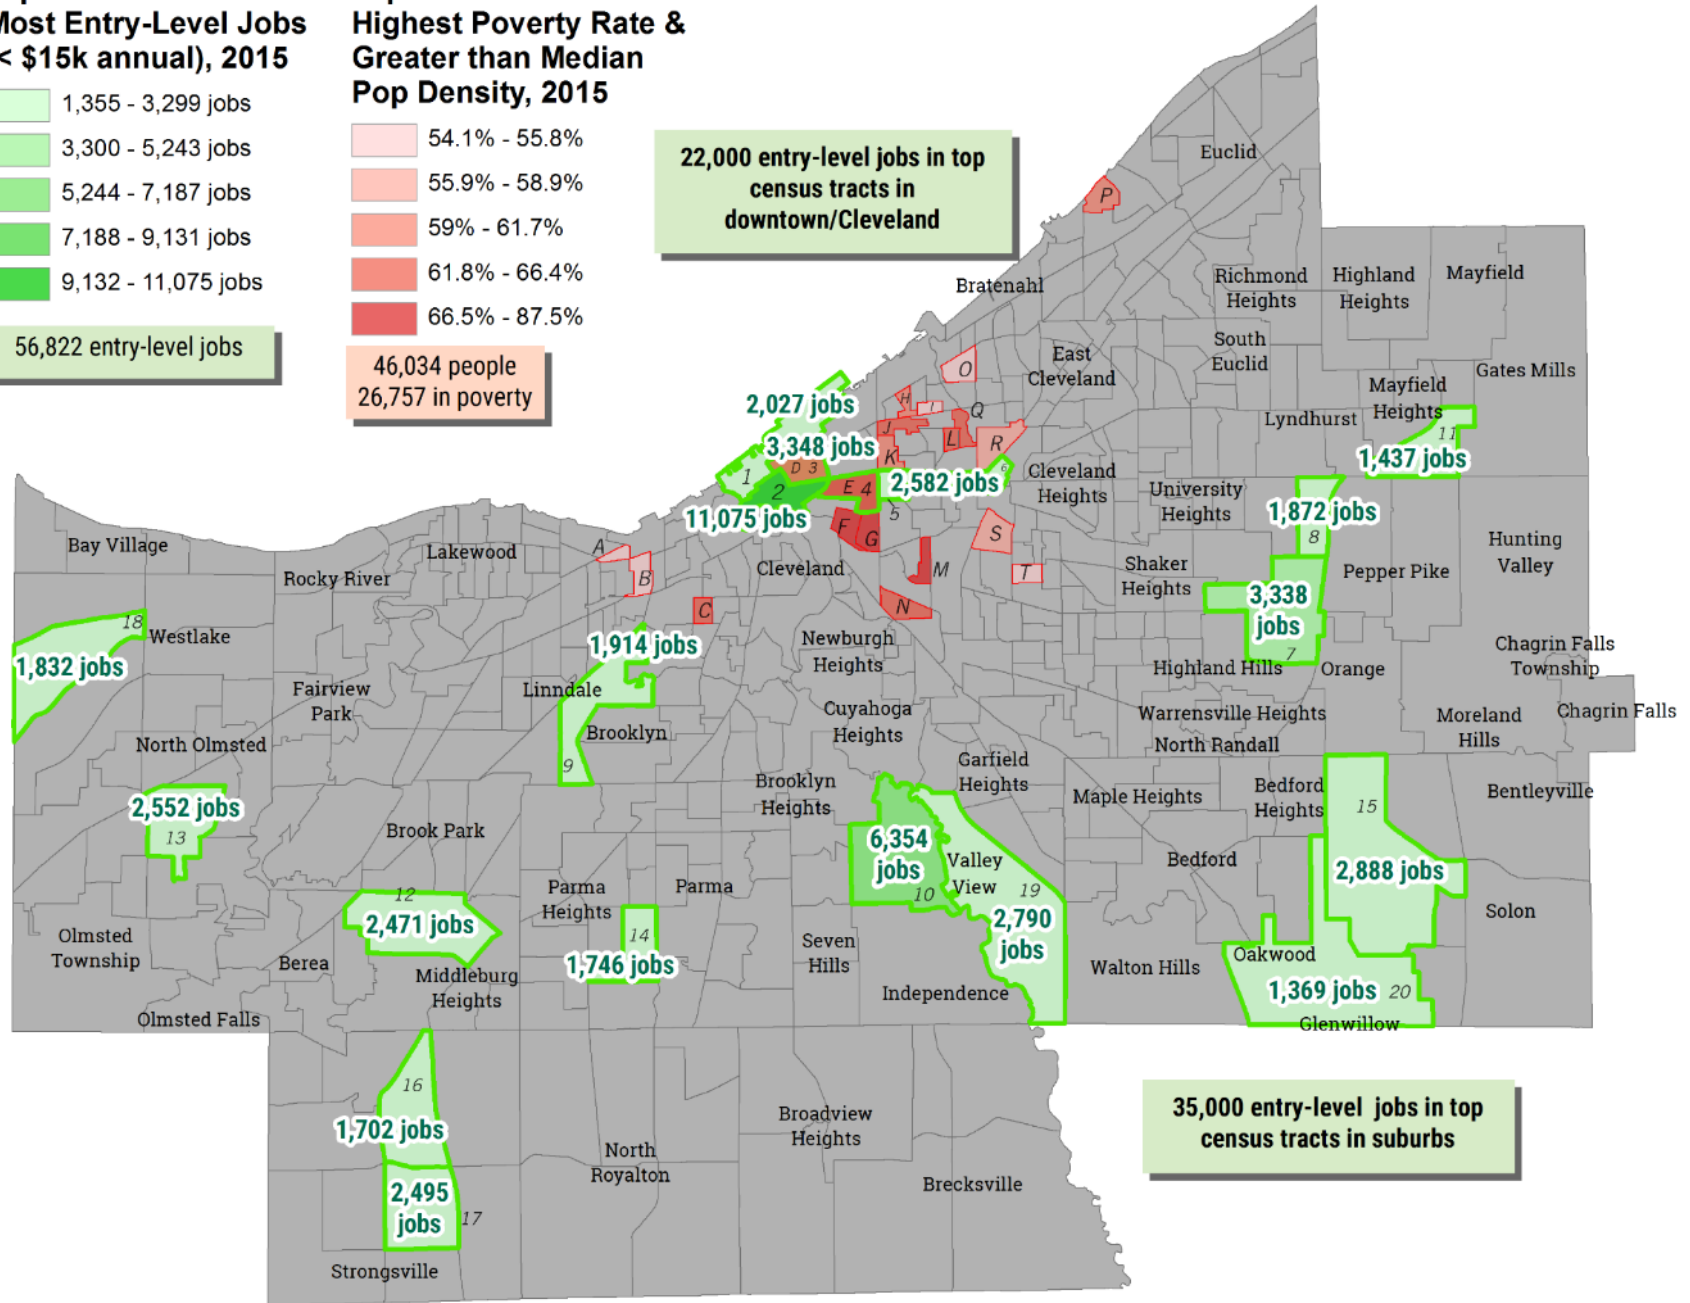 Most Entry-Level Jobs
< $15k annual), 2015
1,355 - 3,299 jobs
3,300 - 5,243 jobs
5,244 - 7,187 jobs
7,188 - 9,131 jobs
9,132 - 11,075 jobs
56,822 entry-level jobs
Highest Poverty Rate &
Greater than Median
Pop Density, 2015
54.1% - 55.8%
55.9% - 58.9%
59% - 61.7%
61.8% - 66.4%
66.5% - 87.5%
46,034 people
26,757 in poverty
22,000 entry-level jobs in top
census tracts in
downtown/Cleveland
Euclid
P
Bratenahl
Richmond
Heights
Highland
Heights
Mayfield
South
Euclid
East
Cleveland
Gates Mills
Mayfield
Heights
Lyndhurst
11
1,437 jobs
O
H
I
Q
J
L
R
K
2,027 jobs
3,348 jobs
D 3
1
2
E 4
2,582 jobs
6
5
11,075 jobs
F
G
S
M
T
N
A
B
C
Cleveland
Heights
University
Heights
1,872 jobs
8
Hunting
Valley
Pepper Pike
Shaker
Heights
3,338
jobs
7
Highland Hills
Orange
Chagrin Falls
Township
Chagrin Falls
Moreland
Hills
Warrensville Heights
North Randall
Bay Village
Lakewood
Rocky River
Cleveland
18
Westlake
1,832 jobs
Newburgh
Heights
1,914 jobs
Linndale
Fairview
Park
Brooklyn
9
Cuyahoga
Heights
North Olmsted
Garfield
Heights
Brooklyn
Heights
Maple Heights
Bedford
Heights
15
Bentleyville
2,552 jobs
13
Brook Park
6,354
jobs
10
Valley
View
19
2,790
jobs
Bedford
2,888 jobs
Solon
12
2,471 jobs
Parma
Heights
Parma
14
1,746 jobs
Seven
Hills
Olmsted
Township
Berea
Middleburg
Heights
Independence
Walton Hills
Oakwood
1,369 jobs
20
Glenwillow
Olmsted Falls
16
1,702 jobs
2,495
jobs
17
Strongsville
North
Royalton
Broadview
Heights
Brecksville
35,000 entry-level jobs in top
census tracts in suburbs